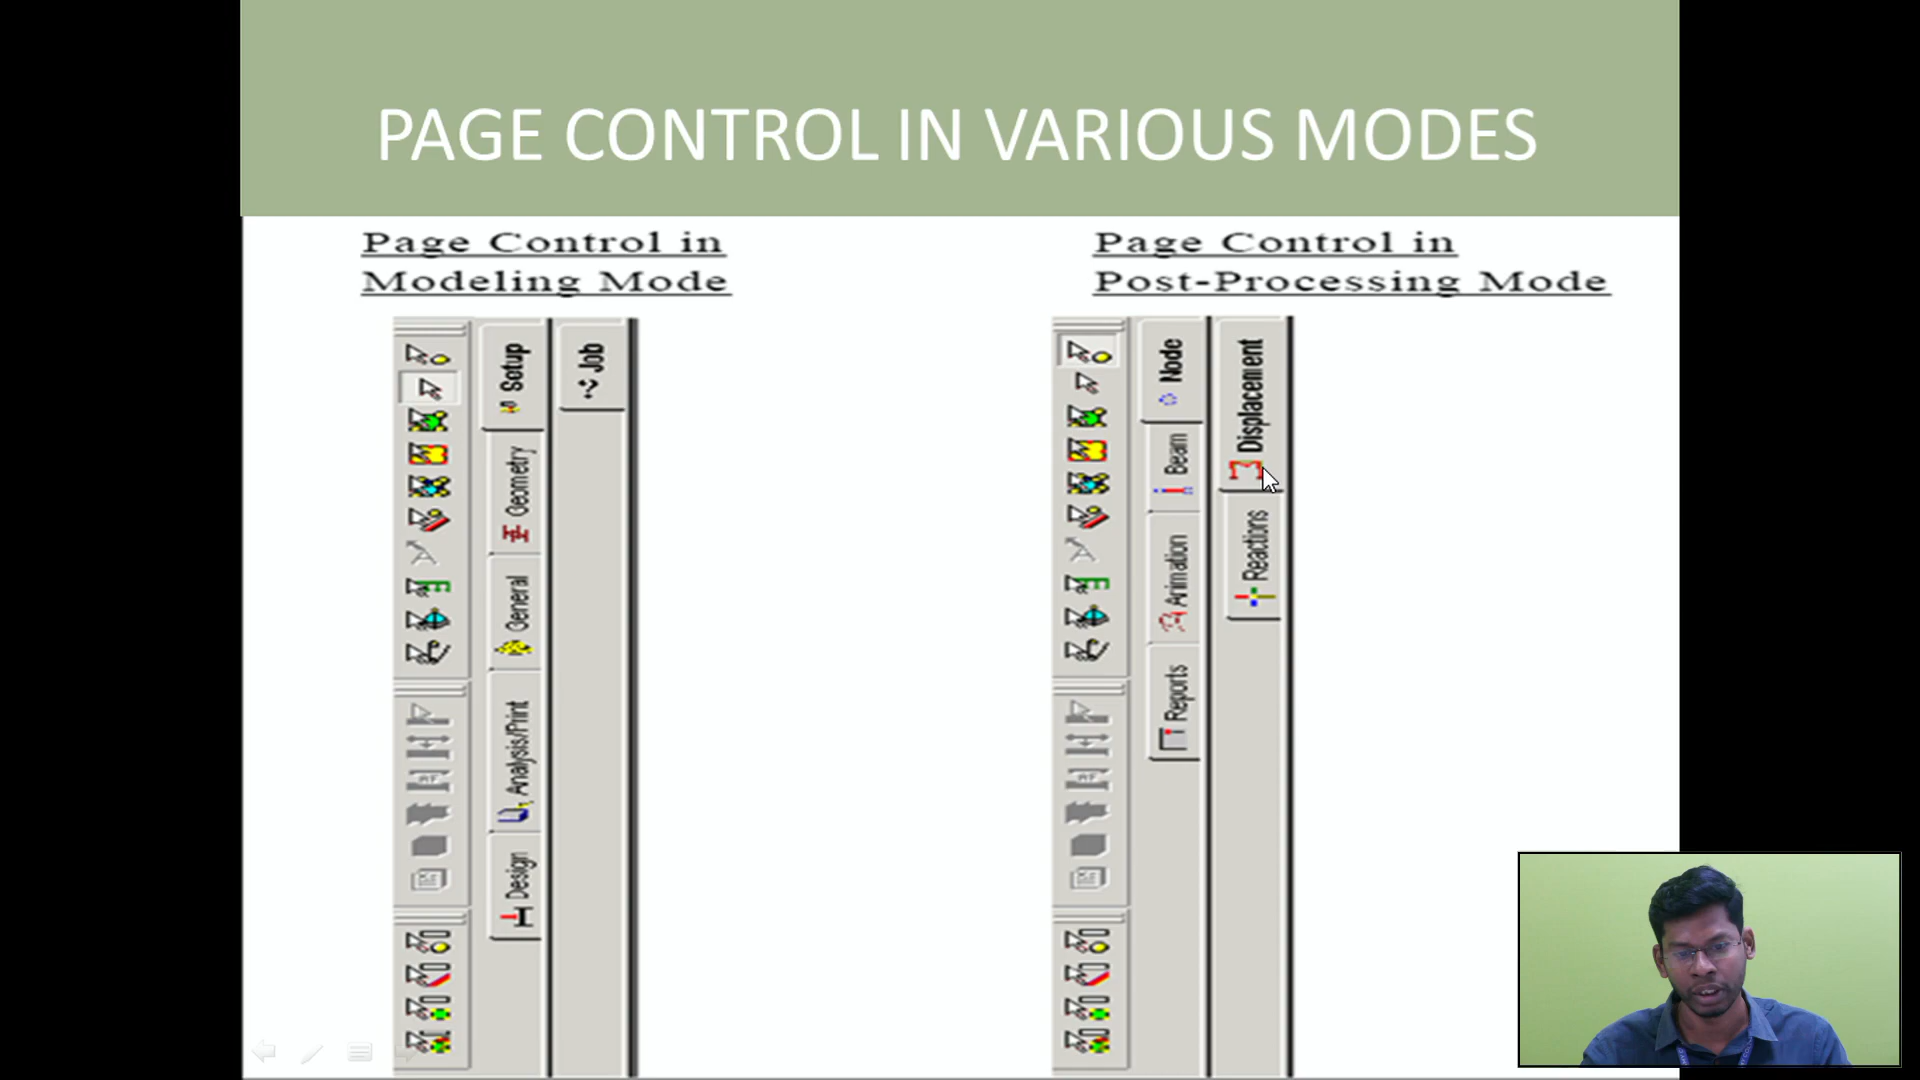 PAGE CONTROL IN VARIOUS MODES
Page Control in
Modeling Mode
Page Control in
Post-Processing Mode
Setup
Geometry
General
Analysis/Print
Design
Job
Node
Beam
Animation
Reports
Displacement
Reactions